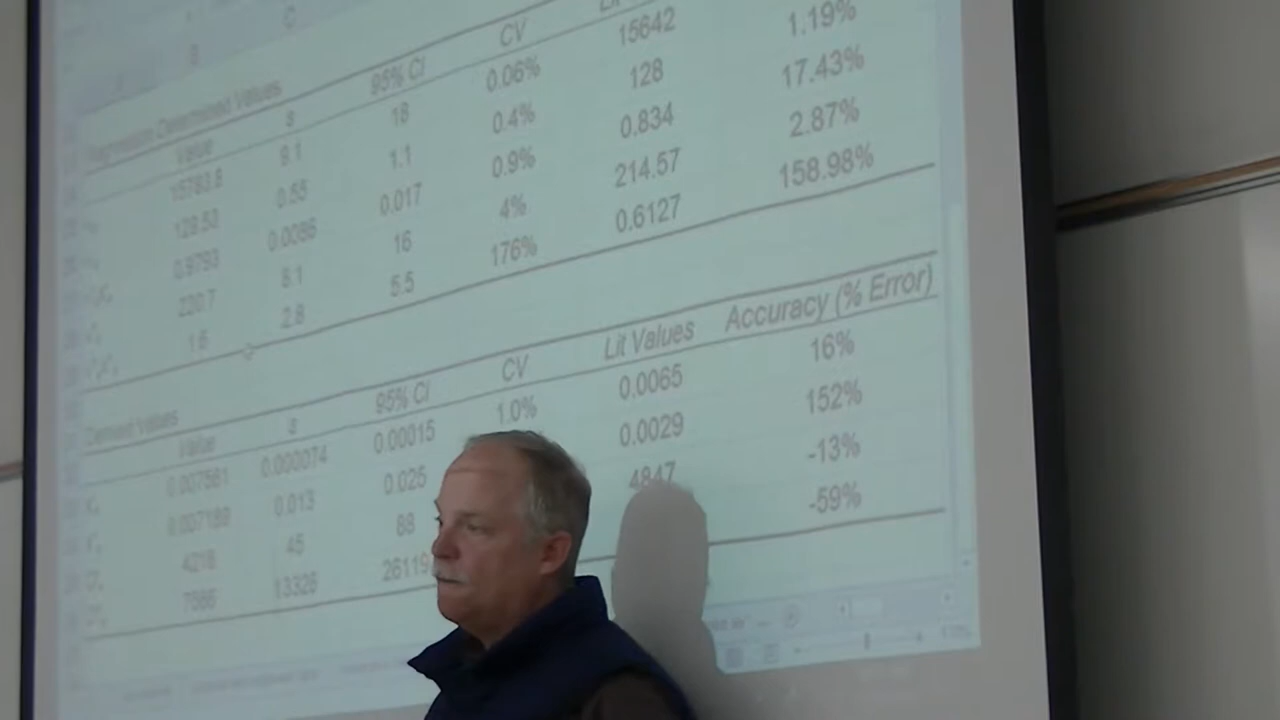 C
B
Regression Determined Values
Value s 95% CI CV
15783.8 9.1 18 0.06% 15642 1.19%
128.53 0.55 1.1 0.4% 128 17.43%
0.9793 0.0086 0.017 0.9% 0.834 2.87%
220.7 8.1 16 4% 214.57 158.98%
1.6 2.8 5.5 176% 0.6127
Derived Values
Value s 95% CI CV Lit Values Accuracy (% Error)
0.007561 0.000074 0.00015 1.0% 0.0065 16%
0.007189 0.013 0.025 0.0029 152%
4218 45 88 4847 -13%
13326 26119 -59%